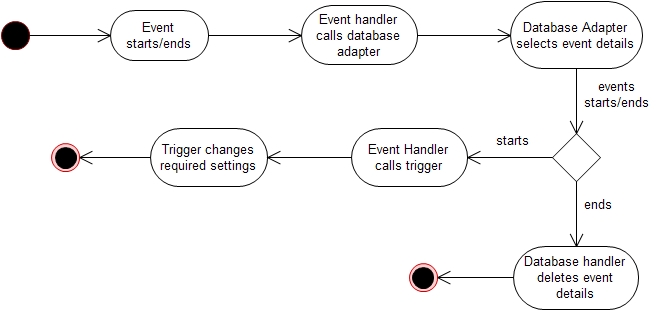 Event
starts/ends
Event handler
calls database
adapter
Database Adapter
selects event details
events
starts/ends
starts
Event Handler
calls trigger
Trigger changes
required settings
ends
Database handler
deletes event
details